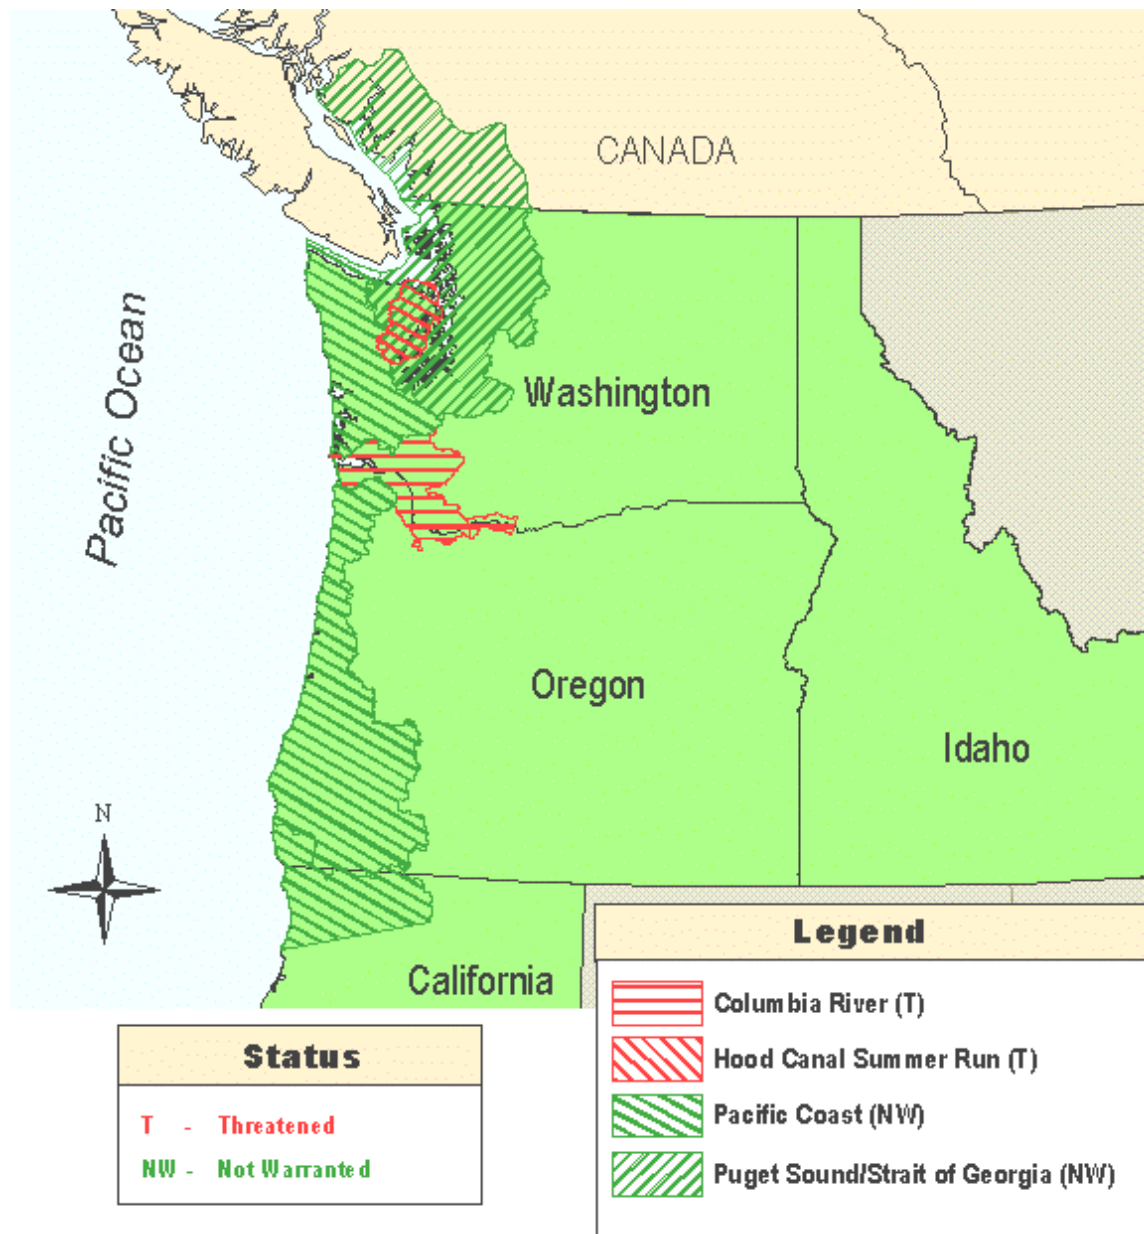 CANADA
Pacific Ocean
Washington
Oregon
Idaho
N
California
Legend
Columbia River (T)
Hood Canal Summer Run (T)
Pacific Coast (NW)
Puget Sound/Strait of Georgia (NW)
Status
T - Threatened
NW - Not Warranted